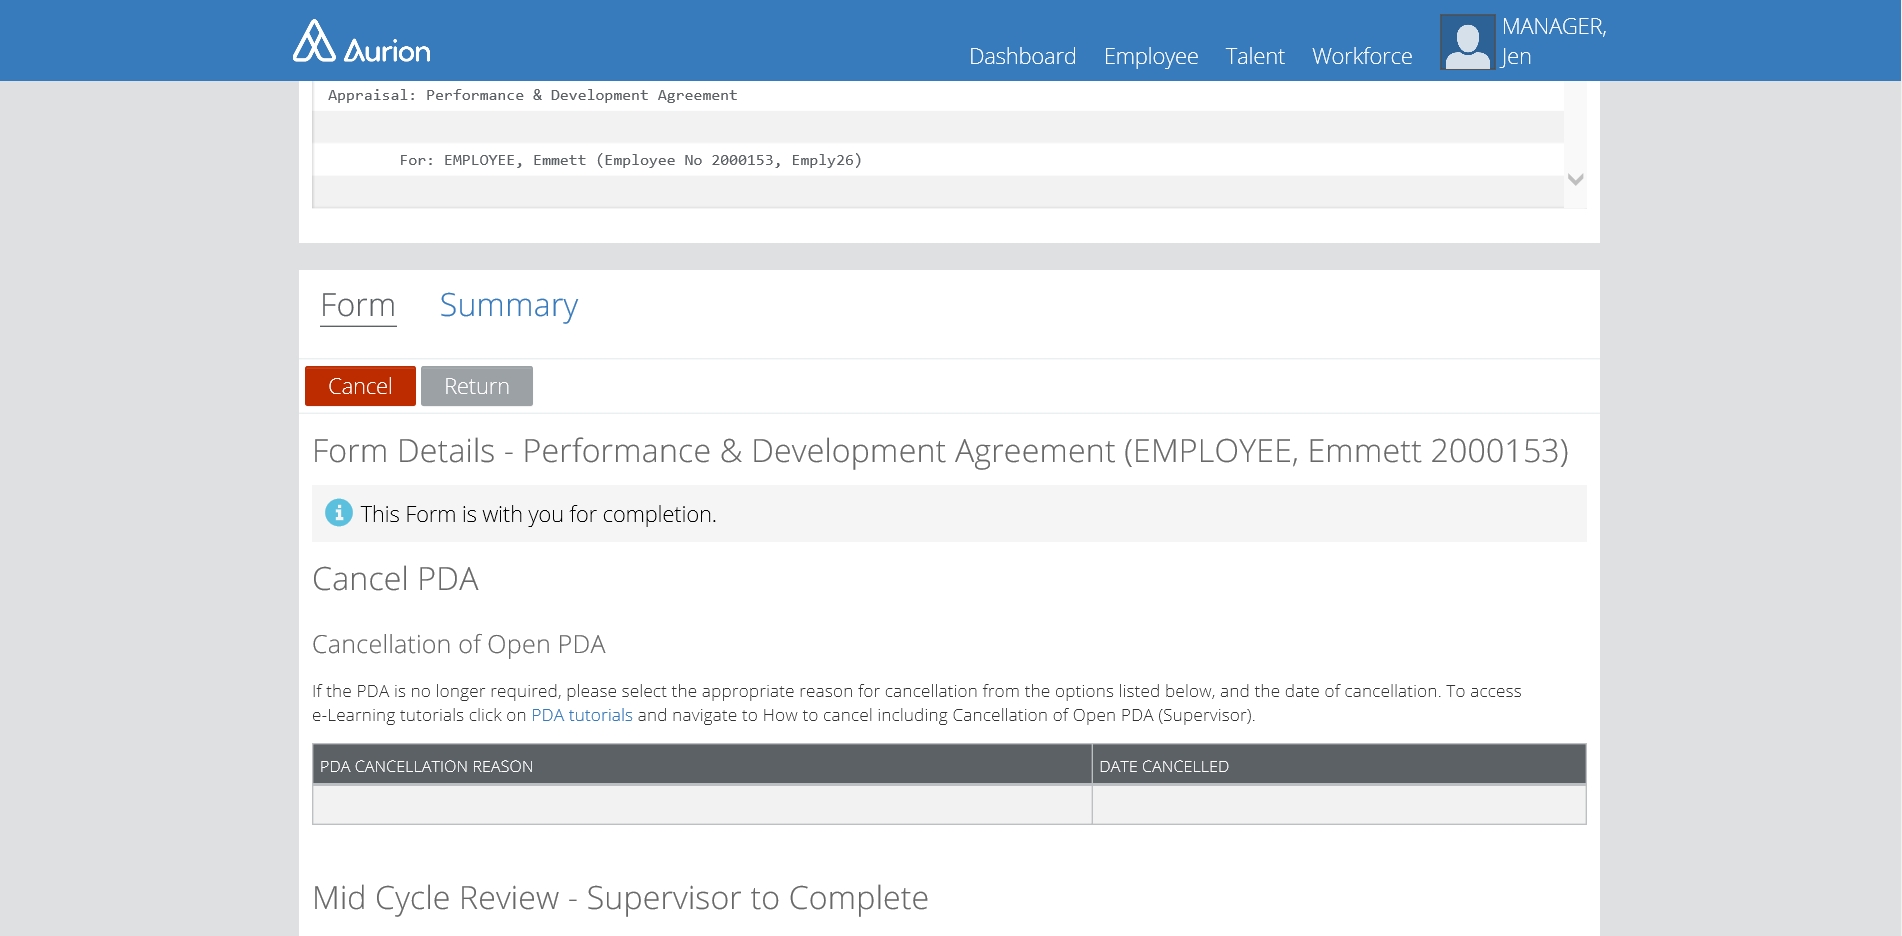 Aurion
Dashboard Employee Talent Workforce
MANAGER,
Jen
Appraisal: Performance & Development Agreement
For: EMPLOYEE, Emmett (Employee No 2000153, Emply26)
Form Summary
Cancel Return
Form Details - Performance & Development Agreement (EMPLOYEE, Emmett 2000153)
This Form is with you for completion.
Cancel PDA
Cancellation of Open PDA
If the PDA is no longer required, please select the appropriate reason for cancellation from the options listed below, and the date of cancellation. To access
e-Learning tutorials click on PDA tutorials and navigate to How to cancel including Cancellation of Open PDA (Supervisor).
PDA CANCELLATION REASON DATE CANCELLED
Mid Cycle Review - Supervisor to Complete